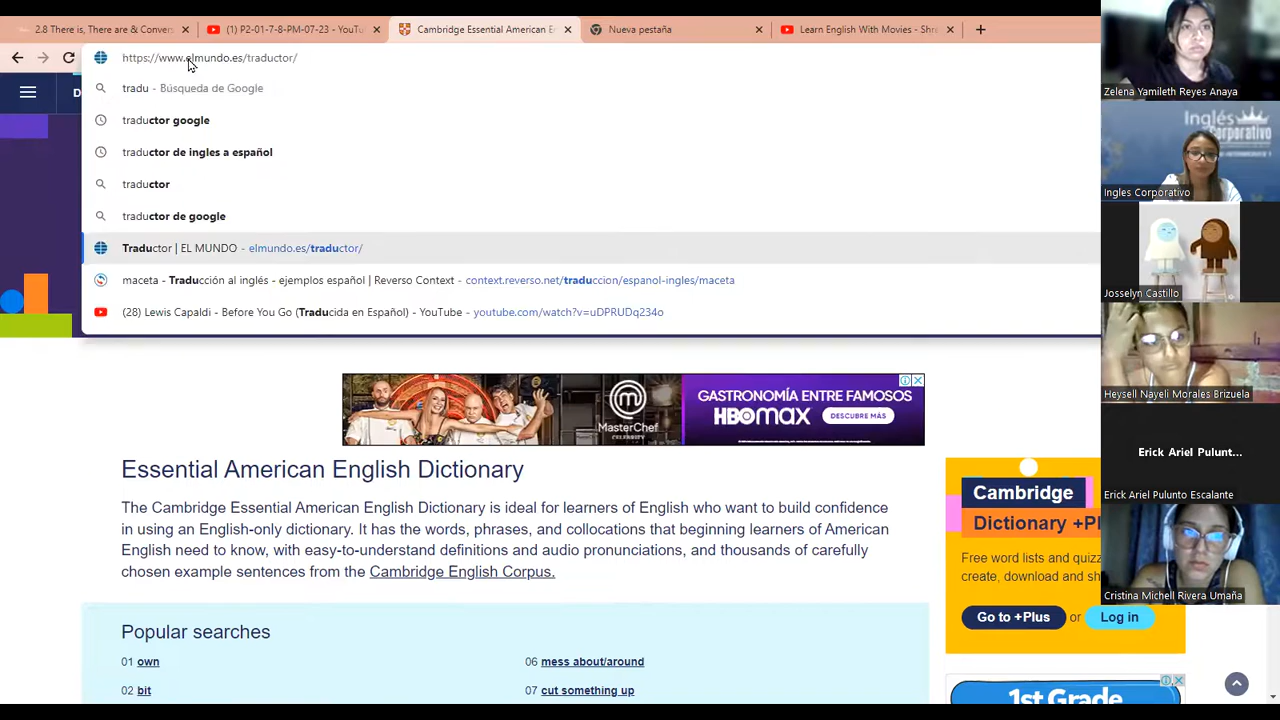 2.8 There is, There are & Convers
(1) P2-01-7-8-PM-07-23 - YouTu
Cambridge Essential American En
Nueva pestaña
Learn English With Movies - Shre
https://www.elmundo.es/traductor/
tradu - Búsqueda de Google
traductor google
traductor de ingles a español
traductor
traductor de google
Traductor | EL MUNDO - elmundo.es/traductor/
maceta - Traducción al inglés - ejemplos español | Reverso Context - context.reverso.net/traduccion/espanol-ingles/maceta
(28) Lewis Capaldi - Before You Go (Traducida en Español) - YouTube - youtube.com/watch?v=uDPRUDq234o
D
MasterChef
CELEBRITY
GASTRONOMÍA ENTRE FAMOSOS
HBOMAX
DESCUBRE MÁS
Essential American English Dictionary
The Cambridge Essential American English Dictionary is ideal for learners of English who want to build confidence
in using an English-only dictionary. It has the words, phrases, and collocations that beginning learners of American
English need to know, with easy-to-understand definitions and audio pronunciations, and thousands of carefully
chosen example sentences from the Cambridge English Corpus.
Popular searches
01 own
06 mess about/around
02 bit
07 cut something up
Cambridge
Dictionary +Pl
Free word lists and quizz
create, download and sh
Go to +Plus or Log in
1st Grade
Zelena Yamileth Reyes Anaya
Inglés
Corporativo
Ingles Corporativo
Josselyn Castillo
Heysell Nayeli Morales Brizuela
Erick Ariel Pulunt...
Erick Ariel Pulunto Escalante
Cristina Michell Rivera Umaña